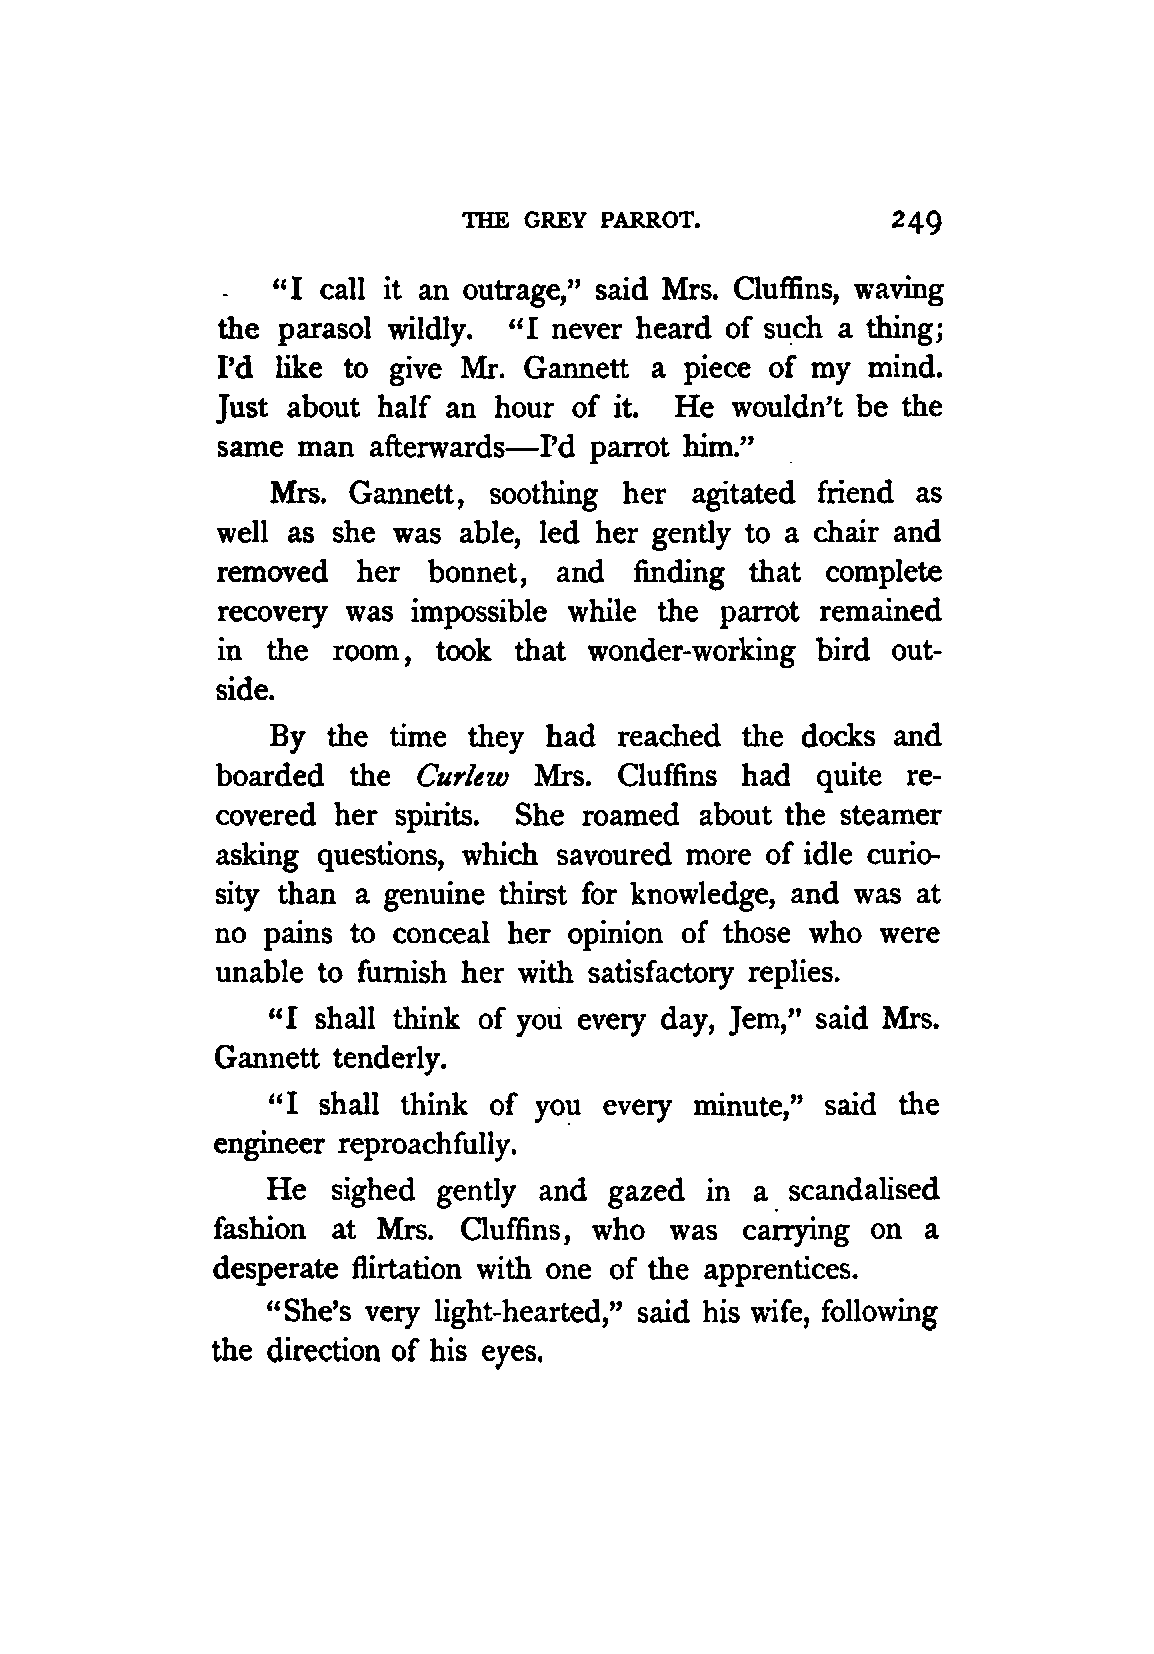 THE GREY PARROT. 249
“I call it an outrage,” said Mrs. Cluffins, waving
the parasol wildly. “I never heard of such a thing;
I’d like to give Mr. Gannett a piece of my mind.
Just about half an hour of it. He wouldn’t be the
same man afterwards—I’d parrot him.”
Mrs. Gannett, soothing her agitated friend as
well as she was able, led her gently to a chair and
removed her bonnet, and finding that complete
recovery was impossible while the parrot remained
in the room, took that wonder-working bird out-
side.
By the time they had reached the docks and
boarded the Curlew Mrs. Cluffins had quite re-
covered her spirits. She roamed about the steamer
asking questions, which savoured more of idle curio-
sity than a genuine thirst for knowledge, and was at
no pains to conceal her opinion of those who were
unable to furnish her with satisfactory replies.
“I shall think of you every day, Jem,” said Mrs.
Gannett tenderly.
“I shall think of you every minute,” said the
engineer reproachfully.
He sighed gently and gazed in a scandalised
fashion at Mrs. Cluffins, who was carrying on a
desperate flirtation with one of the apprentices.
“She’s very light-hearted,” said his wife, following
the direction of his eyes.